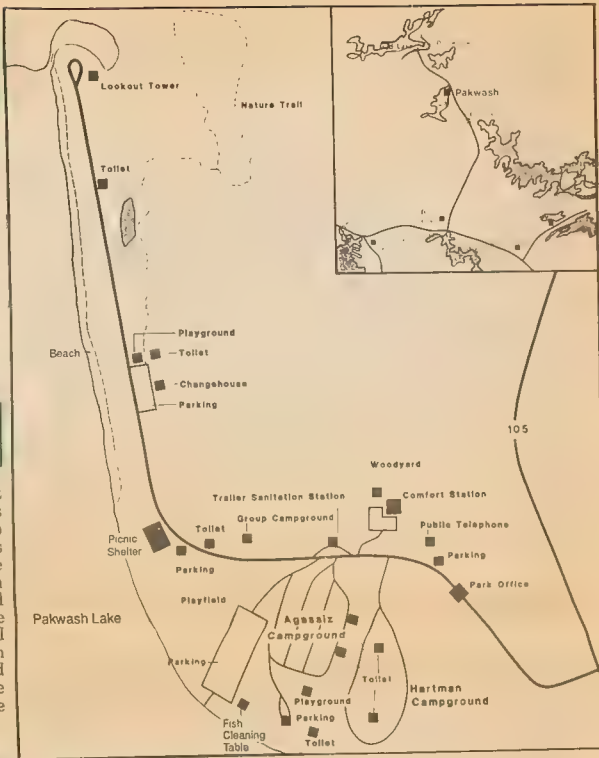 Lookout Tower
Nature Trail
Pakwash
Toilet
Playground
Toilet
Beach
Changehouse
Parking
105
Woodyard
Trailer Sanitation Station
Comfort Station
Group Campground
Toilet
Public Telephone
Picnic
Shelter
Parking
Parking
Park Office
Playfield
Pakwash Lake
Agassiz
Campground
Parking
Toilet
Hartman
Campground
Playground
Parking
Fish
Cleaning
Table
Toilet